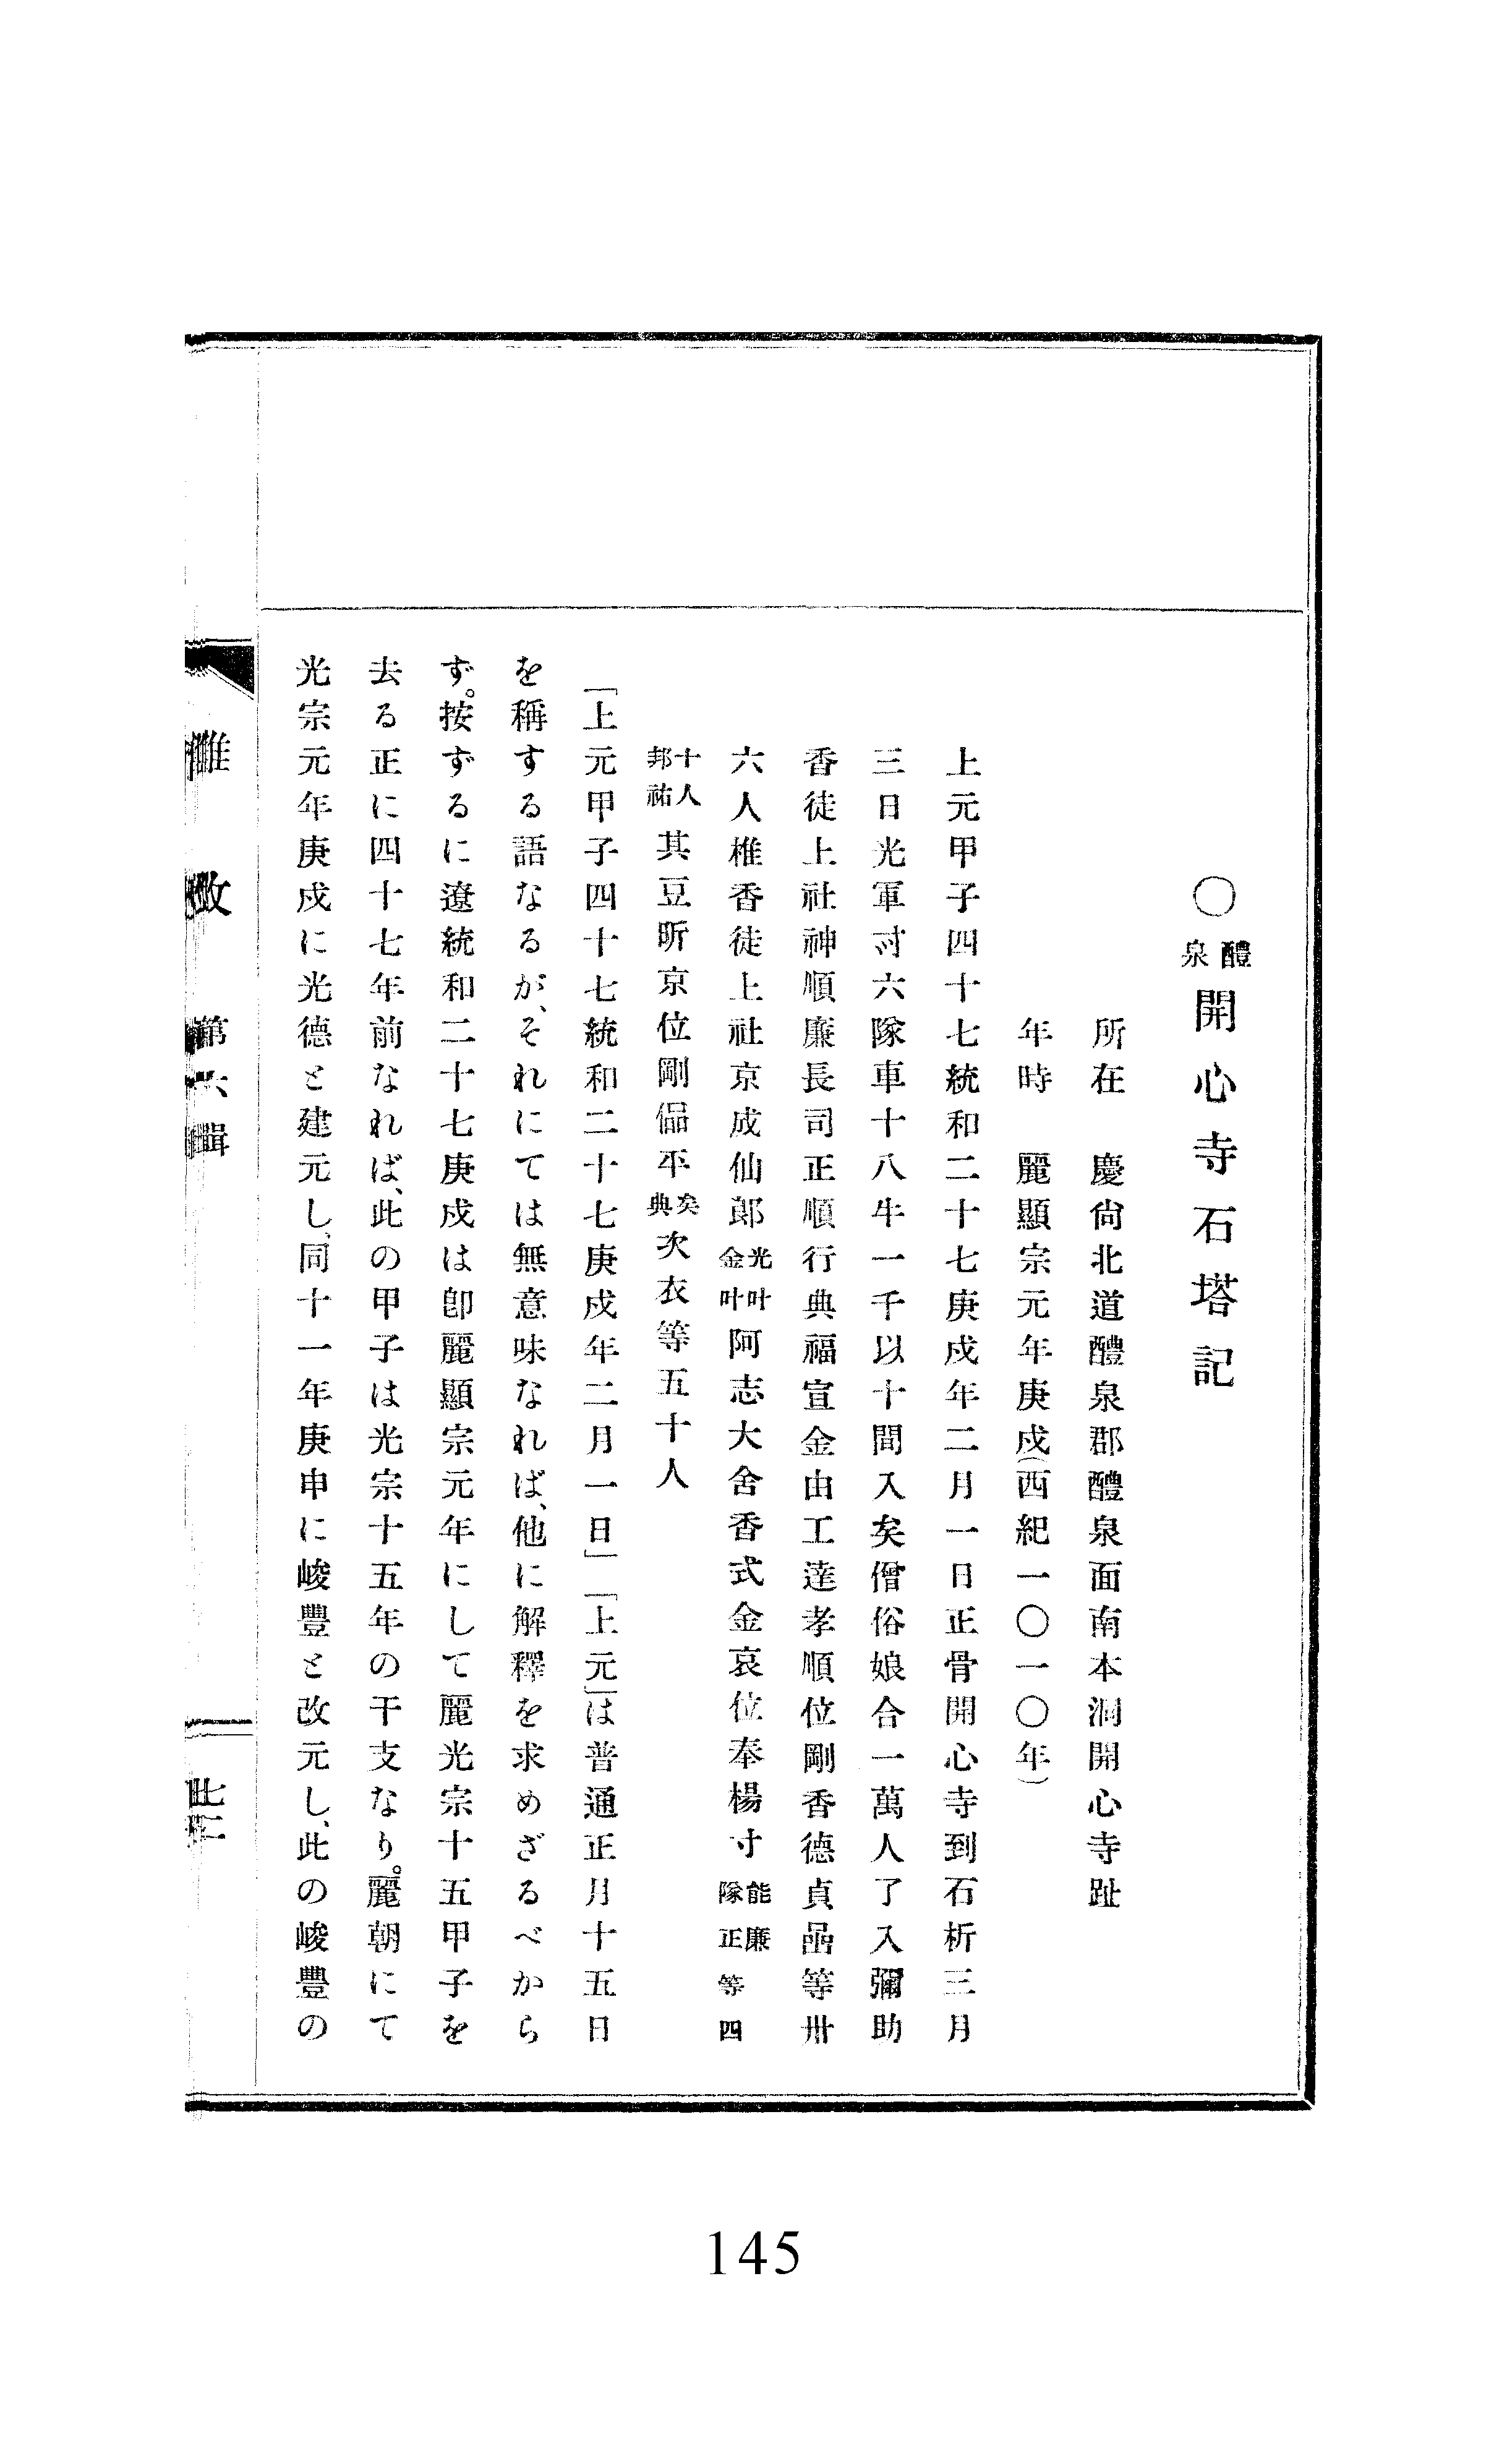 ○醴泉開心寺石塔記
所在　慶尙北道醴泉郡醴泉面南本洞開心寺趾
年時　麗顯宗元年庚戍(西紀一〇一〇年)
上元甲子四十七統和二十七庚戍年二月一日正骨開心寺到石析三月
三日光軍𡬶六隊車十八牛一千以十間入矣僧俗娘合一萬人了入彌助
香徒上社神順廉長司正順行典福宣金由工達孝順位剛香德貞嵒等卅
六人椎香徒上社京成仙郞光叶金叶阿志大舍香式金哀位奉楊寸能廉隊正等四
十人邦祐其豆昕京位剛偘平矣典次衣等五十人
「上元甲子四十七統和二十七庚戍年二月一日」「上元」は普通正月十五日
を稱する語なるが、それにては無意味なれば、他に解釋を求めざるべから
ず。按ずるに遼統和二十七庚戍は卽麗顯宗元年にして麗光宗十五甲子を
去る正に四十七年前なれば、此の甲子は光宗十五年の干支なり。麗朝にて
光宗元年庚戍に光德と建元し、同十一年庚申に峻豐と改元し、此の峻豐の
雜攷　第六輯
145